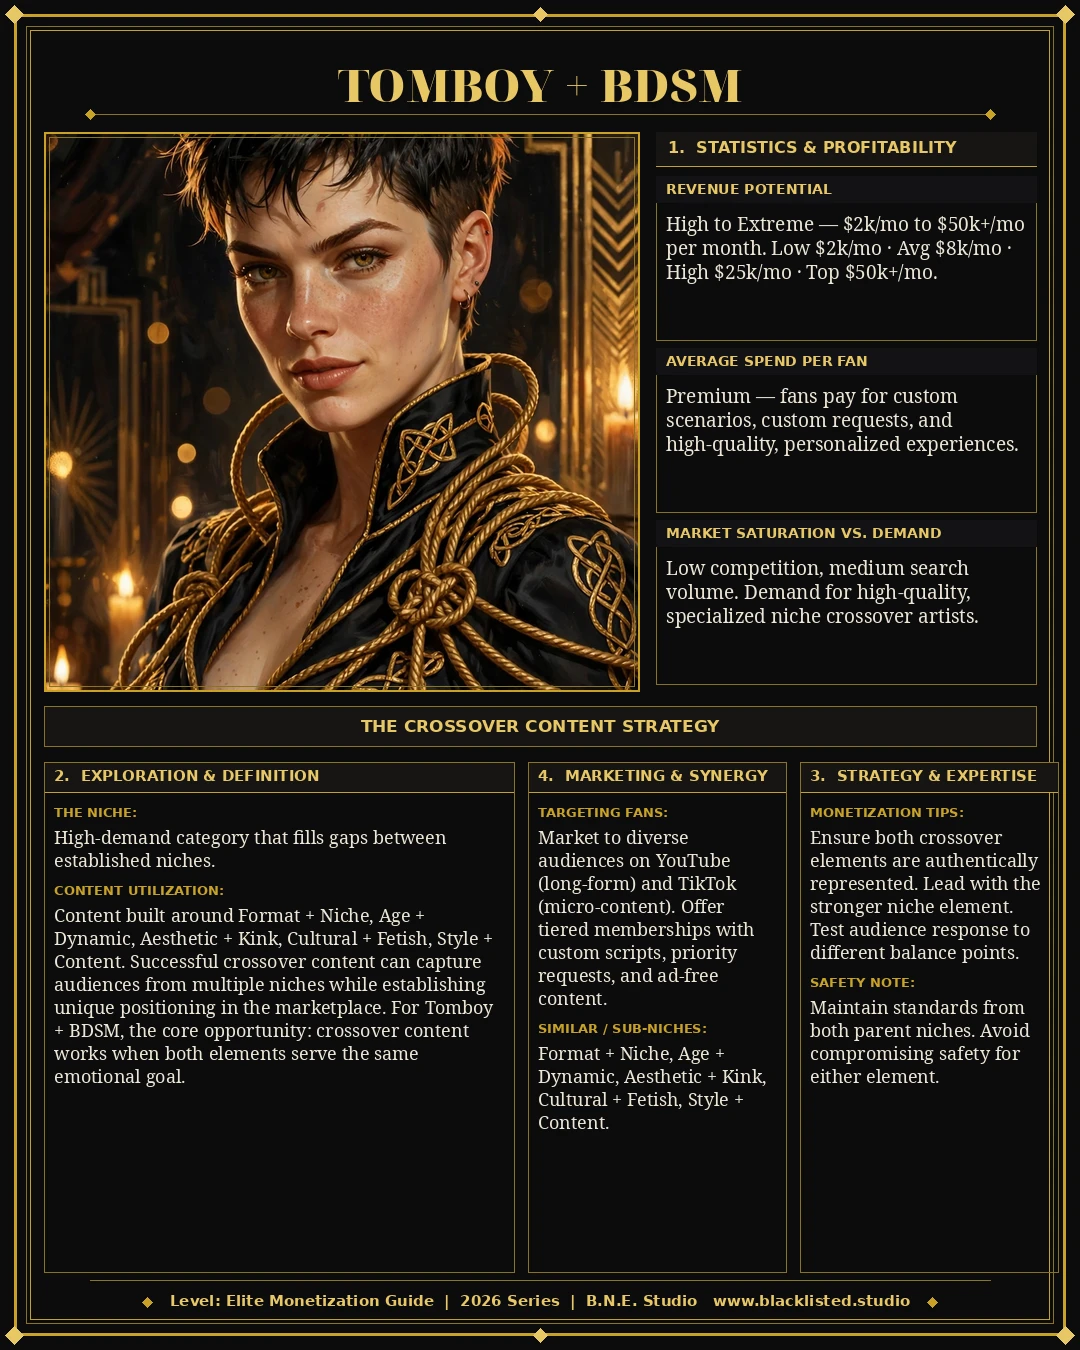 TOMBOY + BDSM
1. STATISTICS & PROFITABILITY
REVENUE POTENTIAL
High to Extreme — $2k/mo to $50k+/mo
per month. Low $2k/mo · Avg $8k/mo ·
High $25k/mo · Top $50k+/mo.
AVERAGE SPEND PER FAN
Premium — fans pay for custom
scenarios, custom requests, and
high-quality, personalized experiences.
MARKET SATURATION VS. DEMAND
Low competition, medium search
volume. Demand for high-quality,
specialized niche crossover artists.
THE CROSSOVER CONTENT STRATEGY
2. EXPLORATION & DEFINITION
THE NICHE:
High-demand category that fills gaps between
established niches.
CONTENT UTILIZATION:
Content built around Format + Niche, Age +
Dynamic, Aesthetic + Kink, Cultural + Fetish, Style +
Content. Successful crossover content can capture
audiences from multiple niches while establishing
unique positioning in the marketplace. For Tomboy
+ BDSM, the core opportunity: crossover content
works when both elements serve the same
emotional goal.
4. MARKETING & SYNERGY
TARGETING FANS:
Market to diverse
audiences on YouTube
(long-form) and TikTok
(micro-content). Offer
tiered memberships with
custom scripts, priority
requests, and ad-free
content.
SIMILAR / SUB-NICHES:
Format + Niche, Age +
Dynamic, Aesthetic + Kink,
Cultural + Fetish, Style +
Content.
3. STRATEGY & EXPERTISE
MONETIZATION TIPS:
Ensure both crossover
elements are authentically
represented. Lead with the
stronger niche element.
Test audience response to
different balance points.
SAFETY NOTE:
Maintain standards from
both parent niches. Avoid
compromising safety for
either element.
Level: Elite Monetization Guide | 2026 Series | B.N.E. Studio www.blacklisted.studio